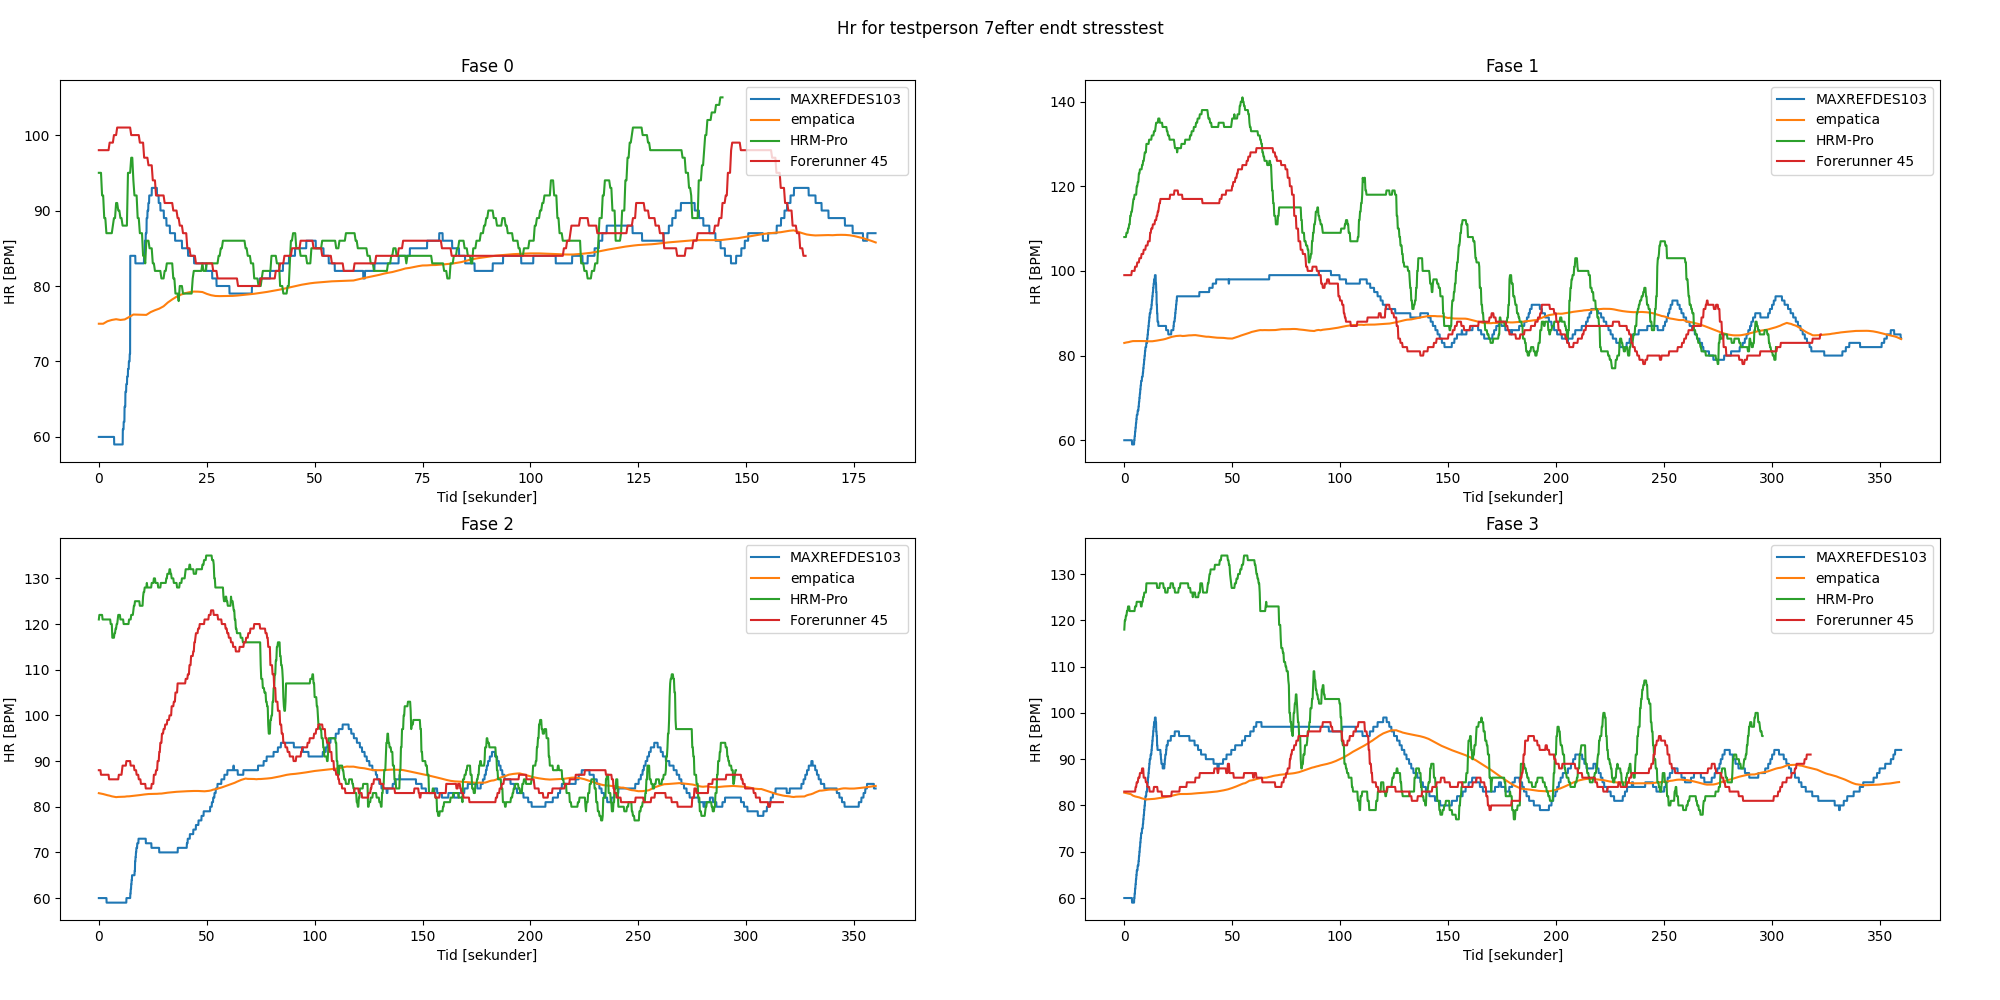 Hr for testperson 7efter endt stresstest
Fase 0
HR [BPM]
100
90
80
70
60
MAXREFDES103
empatica
HRM-Pro
Forerunner 45
0 25 50 75 100 125 150 175
Tid [sekunder]
Fase 1
HR [BPM]
140
120
100
80
60
MAXREFDES103
empatica
HRM-Pro
Forerunner 45
0 50 100 150 200 250 300 350
Tid [sekunder]
Fase 2
HR [BPM]
130
120
110
100
90
80
70
60
MAXREFDES103
empatica
HRM-Pro
Forerunner 45
0 50 100 150 200 250 300 350
Tid [sekunder]
Fase 3
HR [BPM]
130
120
110
100
90
80
70
60
MAXREFDES103
empatica
HRM-Pro
Forerunner 45
0 50 100 150 200 250 300 350
Tid [sekunder]